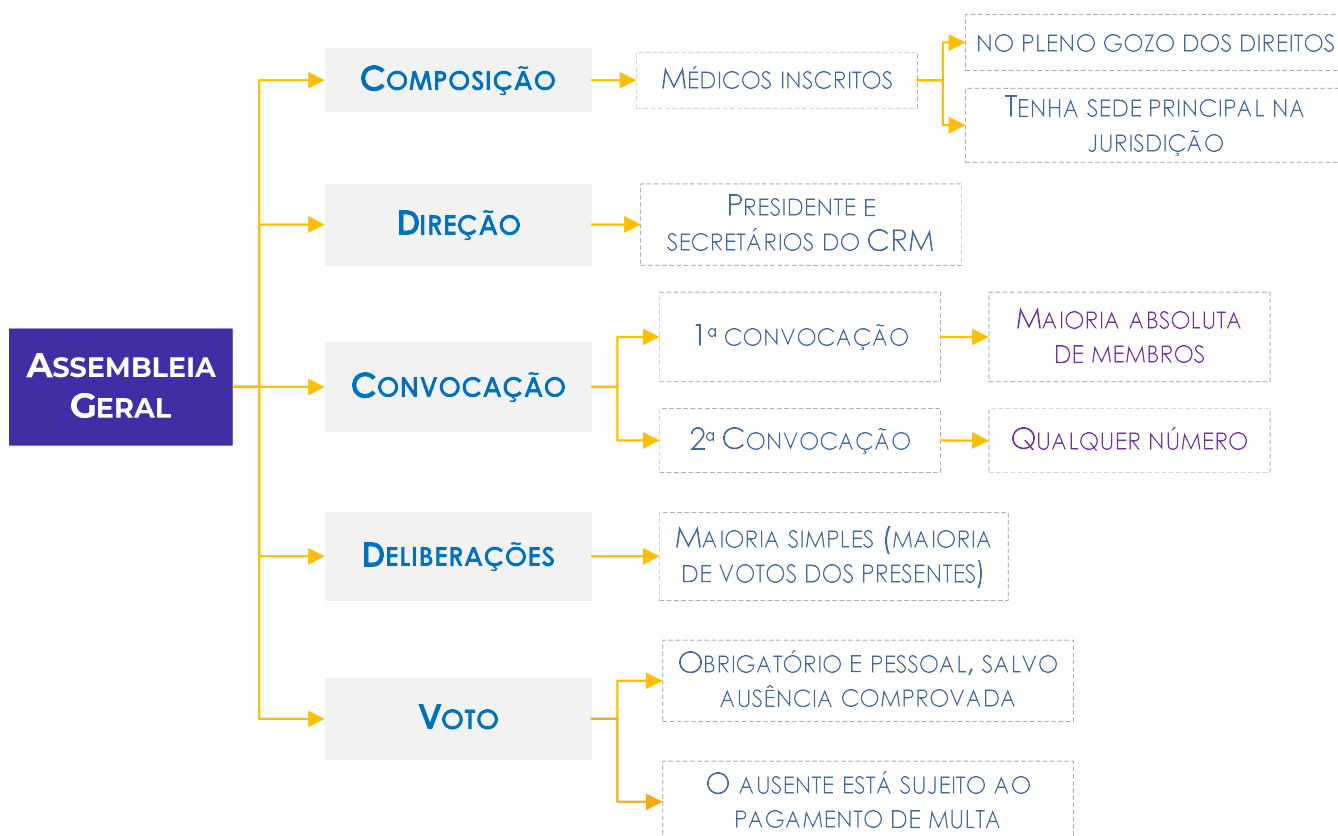 ASSEMBLEIA
GERAL
COMPOSIÇÃO
MÉDICOS INSCRITOS
NO PLENO GOZO DOS DIREITOS
TENHA SEDE PRINCIPAL NA
JURISDIÇÃO
DIREÇÃO
PRESIDENTE E
SECRETÁRIOS DO CRM
CONVOCAÇÃO
1ª CONVOCAÇÃO
MAIORIA ABSOLUTA
DE MEMBROS
2ª CONVOCAÇÃO
QUALQUER NÚMERO
DELIBERAÇÕES
MAIORIA SIMPLES (MAIORIA
DE VOTOS DOS PRESENTES)
VOTO
OBRIGATÓRIO E PESSOAL, SALVO
AUSÊNCIA COMPROVADA
O AUSENTE ESTÁ SUJEITO AO
PAGAMENTO DE MULTA